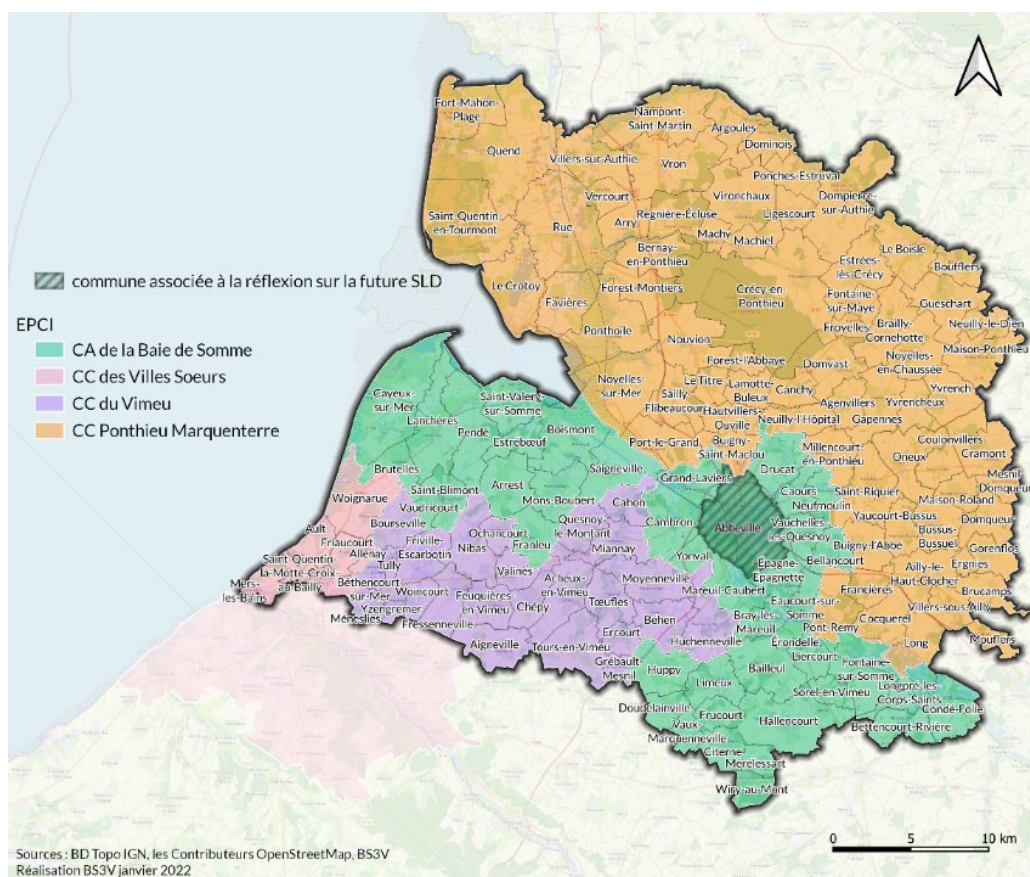 Fort-Mahon-
Plage
Nampont-
Saint-Martin
Argoules
Dominois
Quend
Villers-sur-Authie
Vron
Ponches-Estruval
Vercourt
Vironchaux
Dompierre-
sur-Authie
Saint-Quentin
en-Tourmont
Rue
Arry
Regnière-Écluse
Ligescourt
Machy
Machiel
Bernay-
en-Ponthieu
Le Boisle
Estrées-
lès-Crécy
Boufflers
commune associée à la réflexion sur la future SLD
Le Crotoy
Favières
Forest-Montiers
Crécy-
en-Ponthieu
Fontaine-
sur-Maye
Gueschart
EPCI
CA de la Baie de Somme
CC des Villes Soeurs
CC du Vimeu
CC Ponthieu Marquenterre
Ponthoile
Nouvion
Froyelles
Brailly-
Cornehotte
Neuilly-le-Dien
Maison-Ponthieu
Forest-l'Abbaye
Domvast
Noyelles-
en-Chaussée
Cayeux-
sur-Mer
Saint-Valery-
sur-Somme
Noyelles-
sur-Mer
Le Titre
Lamotte-
Buleux
Canchy
Yvrench
Sailly-
Flibeaucourt
Agenvillers
Yvrencheux
Lanchères
Pendé
Boismont
Hautvillers-
Ouville
Neuilly-l'Hôpital
Gapennes
Estrébœuf
Port-le-Grand
Buigny-
Saint-Maclou
Millencourt-
en-Ponthieu
Coulonvillers
Cramont
Oneux
Brutelles
Saigneville
Grand-Laviers
Drucat
Mesnil
Domqueur
Woignarue
Saint-Blimont
Arrest
Mons-Boubert
Cahon
Caours
Neufmoulin
Saint-Riquier
Maison-Roland
Vaudricourt
Bourseville
Ochancourt
Quesnoy-
le-Montant
Cambron
Abbeville
Vauchelles-
les-Quesnoy
Yaucourt-Bussus
Domqueur
Ault
Friaucourt
Allenay
Friville-
Escarbotin
Nibas
Franleu
Miannay
Buigny-l'Abbé
Bussus-
Bussuel
Gorenflos
Saint Quentin
-la-Motte-Croix-
au-Bailly
Tully
Valines
Yonval
Épagne-
Epagnette
Bellancourt
Ailly-le-
Haut-Clocher
Ergnies
Mers-
les-Bains
Béthencourt
-sur-Mer
Woincourt
Acheux-
en-Vimeu
Moyenneville
Mareuil-Caubert
Francières
Brucamps
Yzengremer
Feuquières
en-Vimeu
Chépy
Tœufles
Eaucourt-sur-
Somme
Villers-sous-Ailly
Méneslies
Fressenneville
Behen
Bray-lès-
Mareuil
Pont-Remy
Cocquerel
Aigneville
Ercourt
Huchenneville
Érondelle
Long
Mouflers
Tours-en-Vimeu
Grébault-
Mesnil
Huppy
Bailleul
Liercourt
Fontaine-
sur-Somme
Limeux
Sorel-en-Vimeu
Longpré-les-
Corps-Saints
Doudelainville
Frucourt
Hallencourt
Condé-Folie
Vaux
Marquenneville
Bettencourt-Rivière
Citerne
Mérélessart
Wiry-au-Mont
0 5 10 km
Sources : BD Topo IGN, les Contributeurs OpenStreetMap, BS3V
Réalisation BS3V janvier 2022